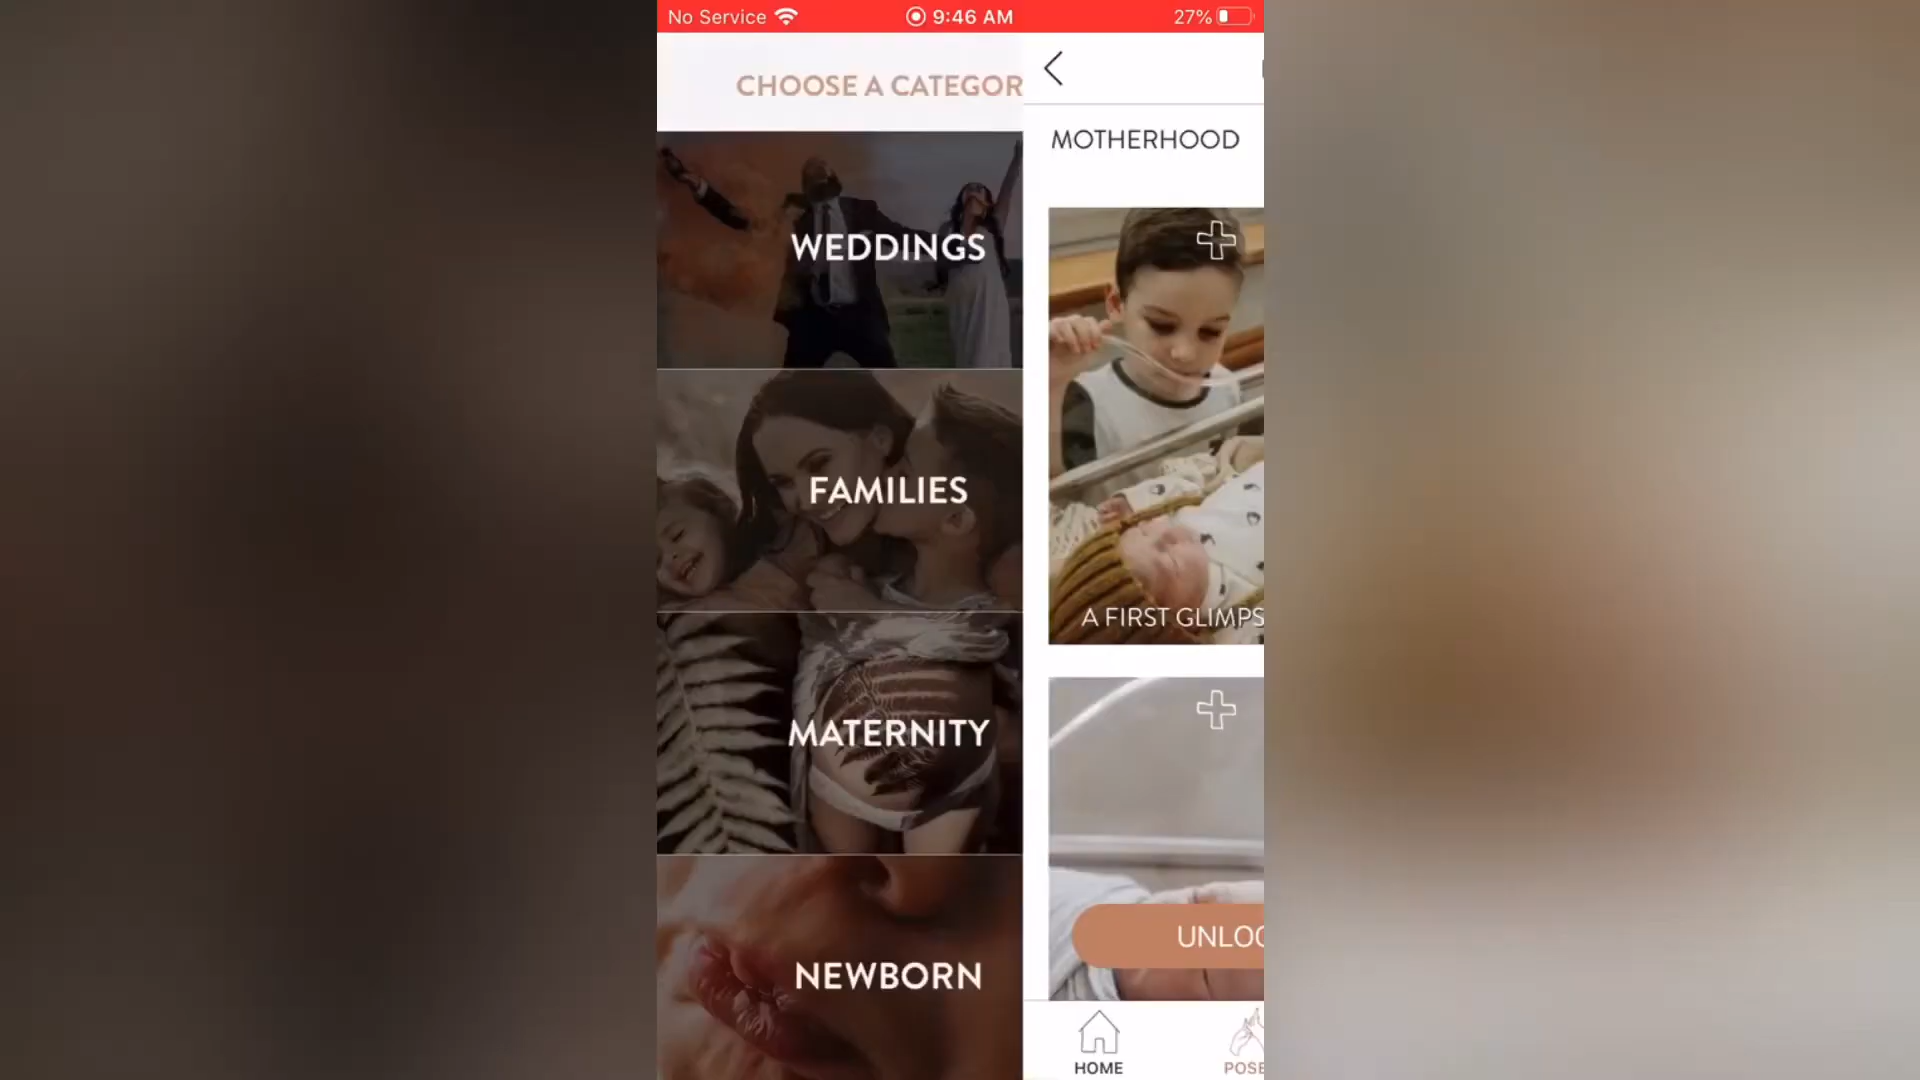 No Service 9:46 AM 27%
CHOOSE A CATEGOR
WEDDINGS
FAMILIES
MATERNITY
NEWBORN
MOTHERHOOD
A FIRST GLIMPS
UNLOC
HOME
POSE